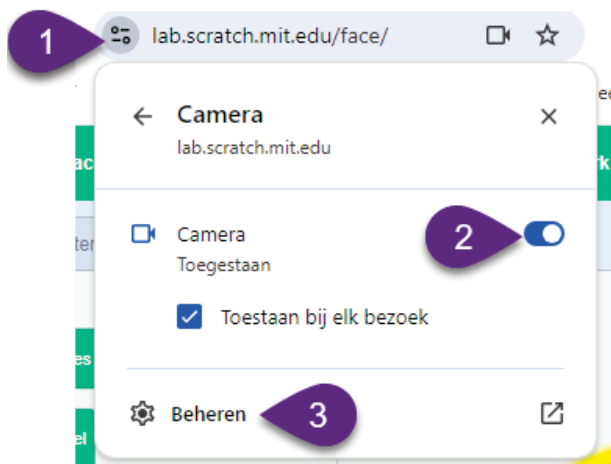 1
lab.scratch.mit.edu/face/
Camera
lab.scratch.mit.edu
Camera
2
Toegestaan
Toestaan bij elk bezoek
Beheren
3